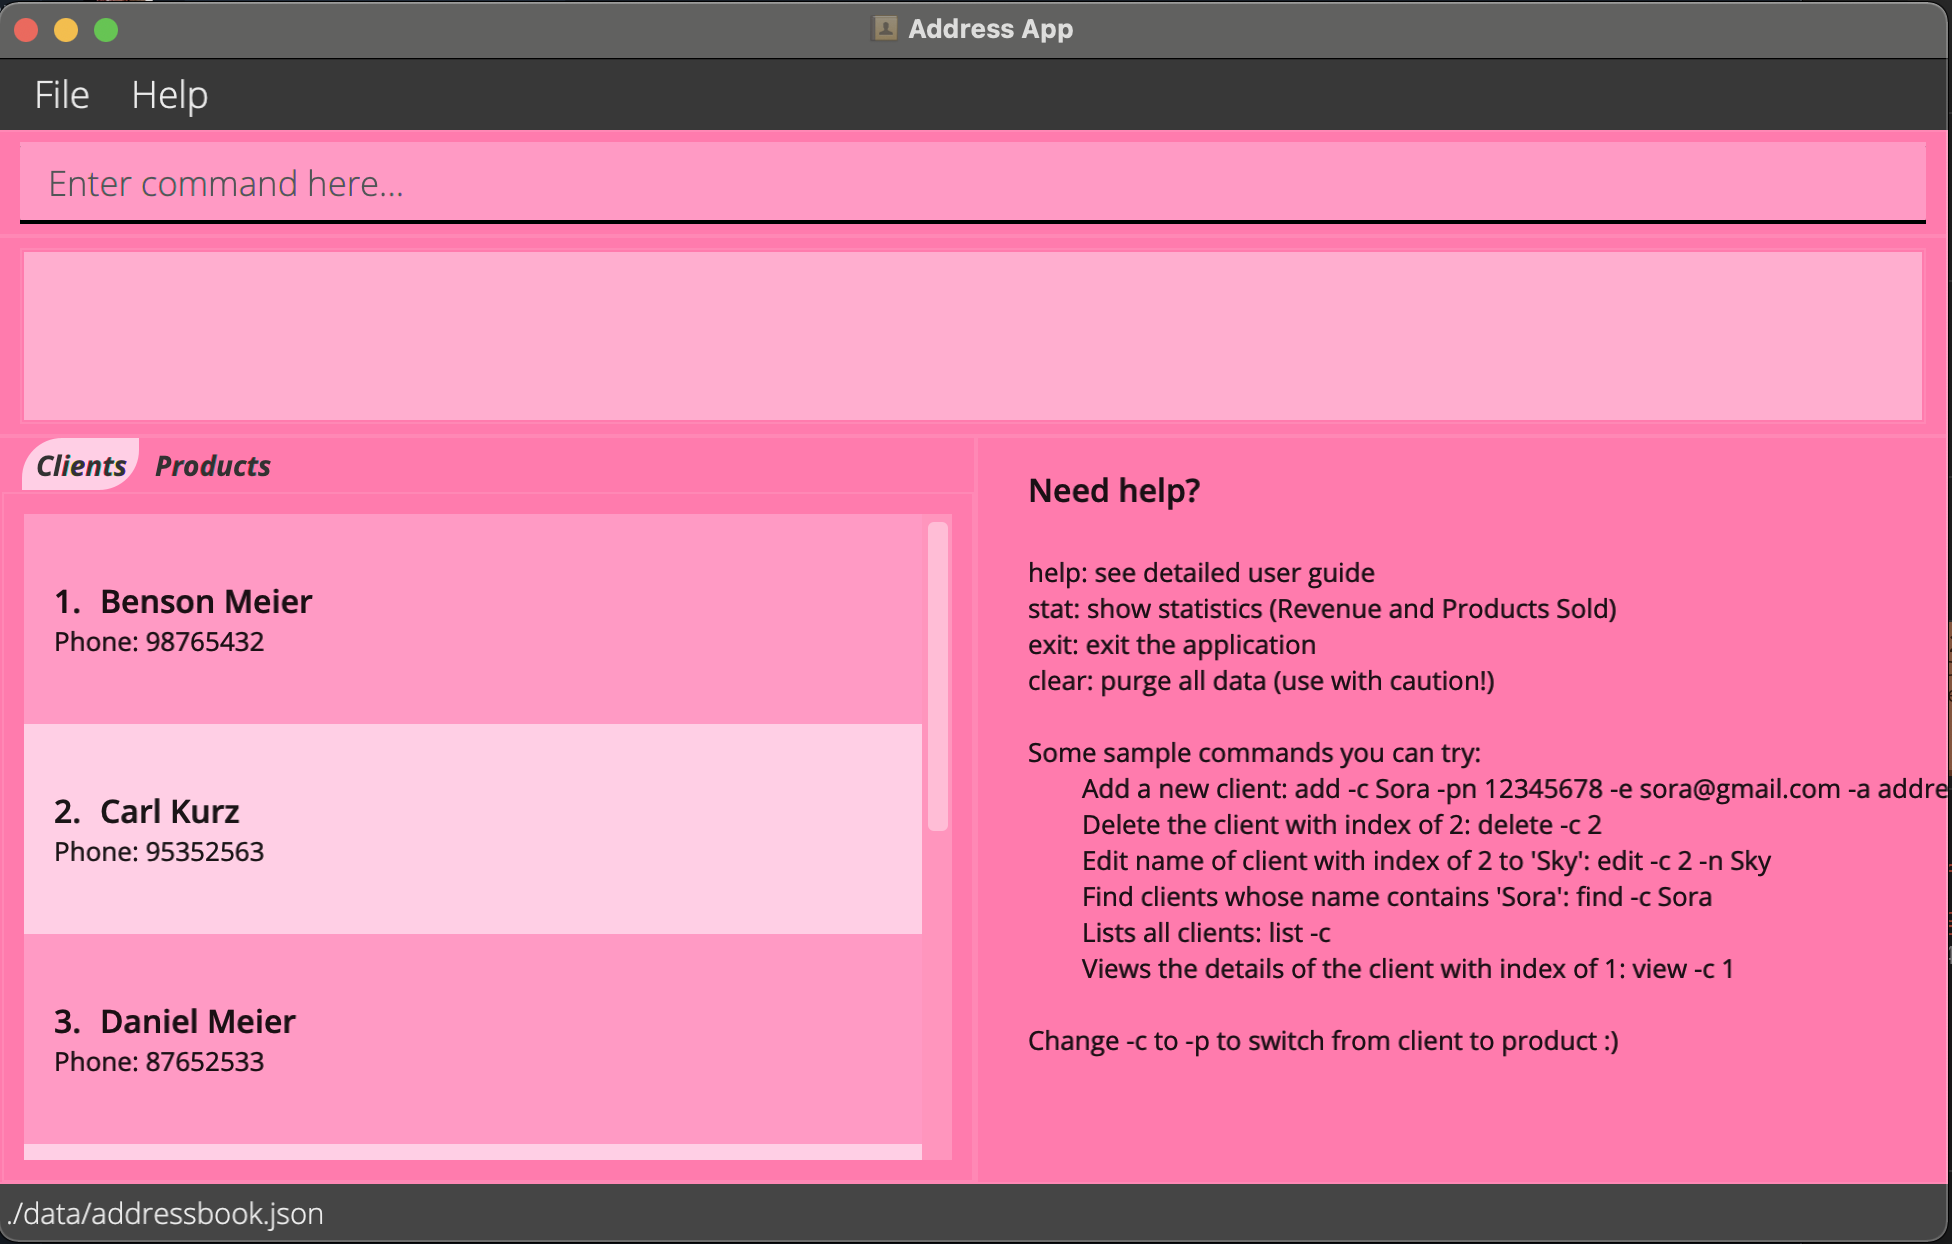 Address App
File Help
Enter command here...
Clients Products
1. Benson Meier
Phone: 98765432
2. Carl Kurz
Phone: 95352563
3. Daniel Meier
Phone: 87652533
Need help?
help: see detailed user guide
stat: show statistics (Revenue and Products Sold)
exit: exit the application
clear: purge all data (use with caution!)
Some sample commands you can try:
Add a new client: add -c Sora -pn 12345678 -e sora@gmail.com -a addre
Delete the client with index of 2: delete -c 2
Edit name of client with index of 2 to 'Sky': edit -c 2 -n Sky
Find clients whose name contains 'Sora': find -c Sora
Lists all clients: list -c
Views the details of the client with index of 1: view -c 1
Change -c to -p to switch from client to product :)
./data/addressbook.json